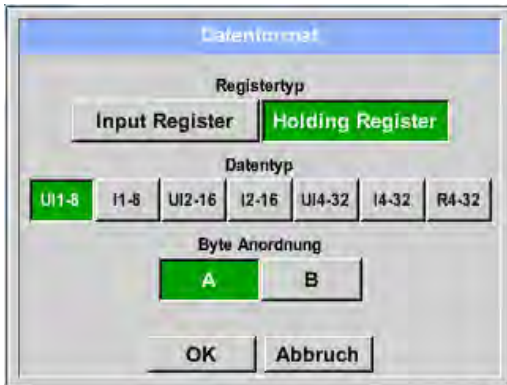 Datenformat
Registertyp
Input Register Holding Register
Datentyp
UI1-8 I1-8 UI2-16 I2-16 UI4-32 I4-32 R4-32
Byte Anordnung
A B
OK Abbruch